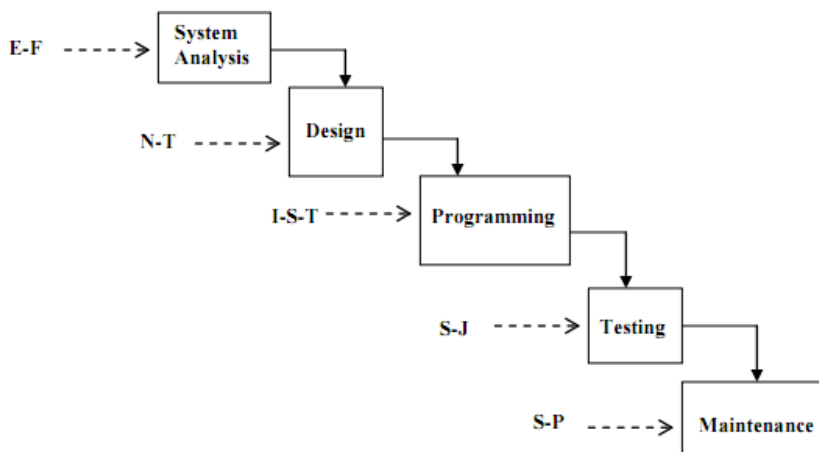 System
Analysis
E-F
Design
N-T
Programming
I-S-T
Testing
S-J
Maintenance
S-P